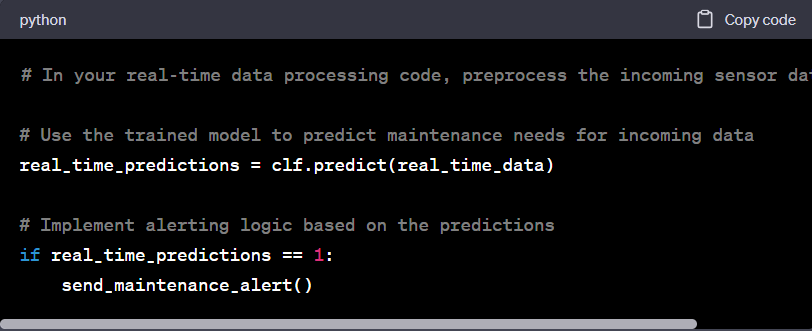 python
Copy code
# In your real-time data processing code, preprocess the incoming sensor
# Use the trained model to predict maintenance needs for incoming data
real_time_predictions = clf.predict(real_time_data)
# Implement alerting logic based on the predictions
if real_time_predictions == 1:
    send_maintenance_alert()